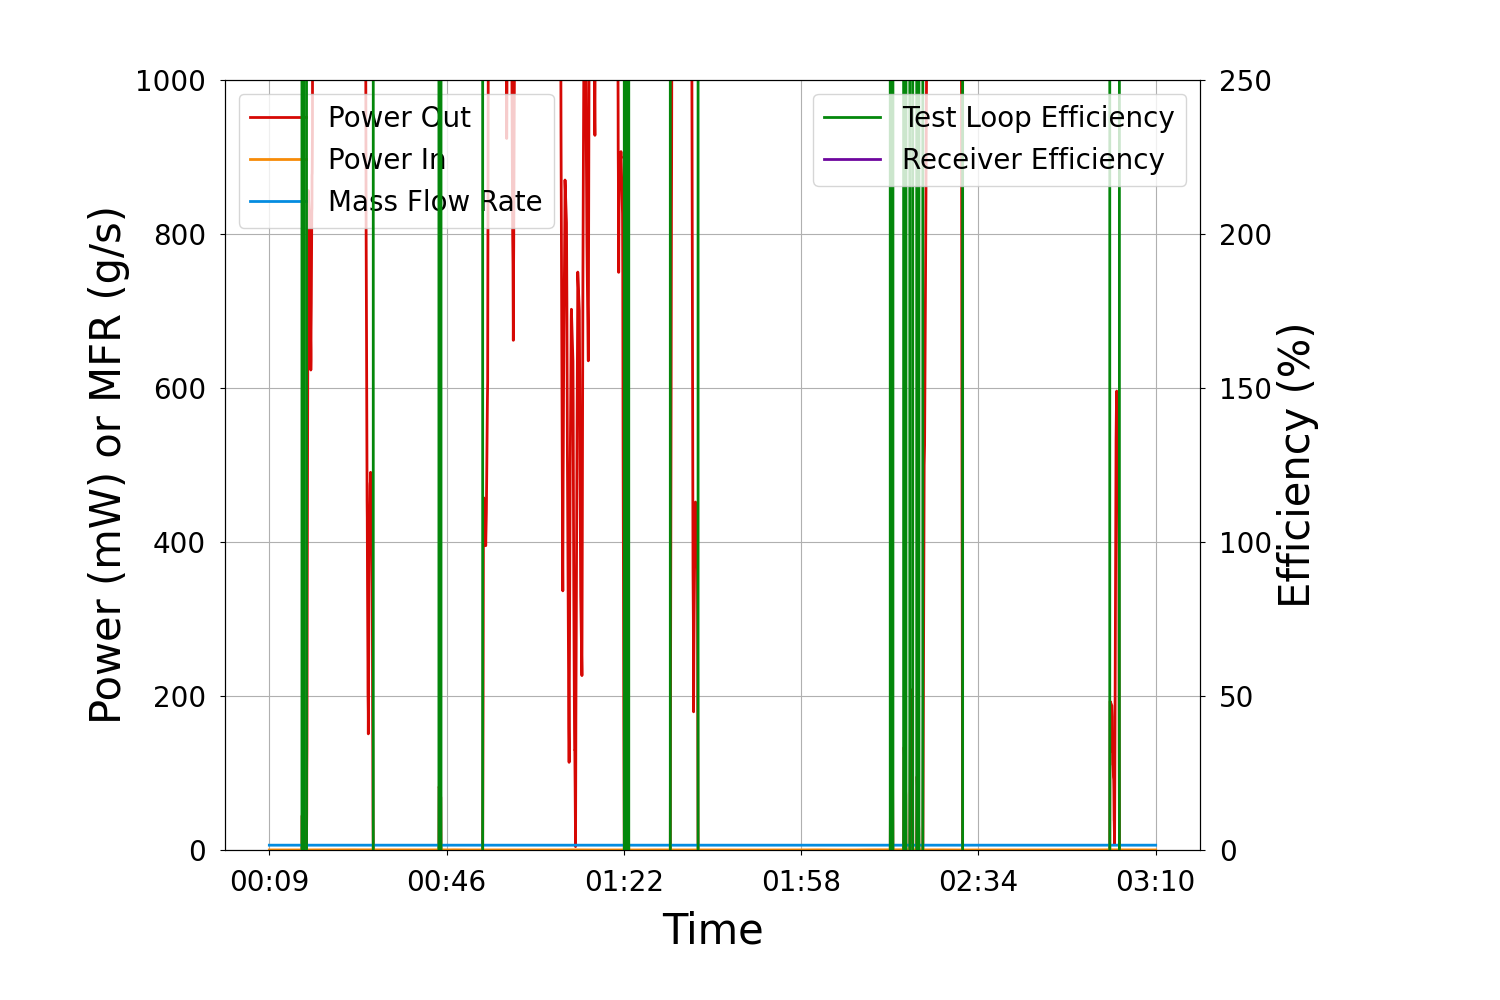 1000
800
600
400
200
0
Power (mW) or MFR (g/s)
Power Out
Power In
Mass Flow Rate
Test Loop Efficiency
Receiver Efficiency
250
200
150
100
50
0
Efficiency (%)
00:09 00:46 01:22 01:58 02:34 03:10
Time